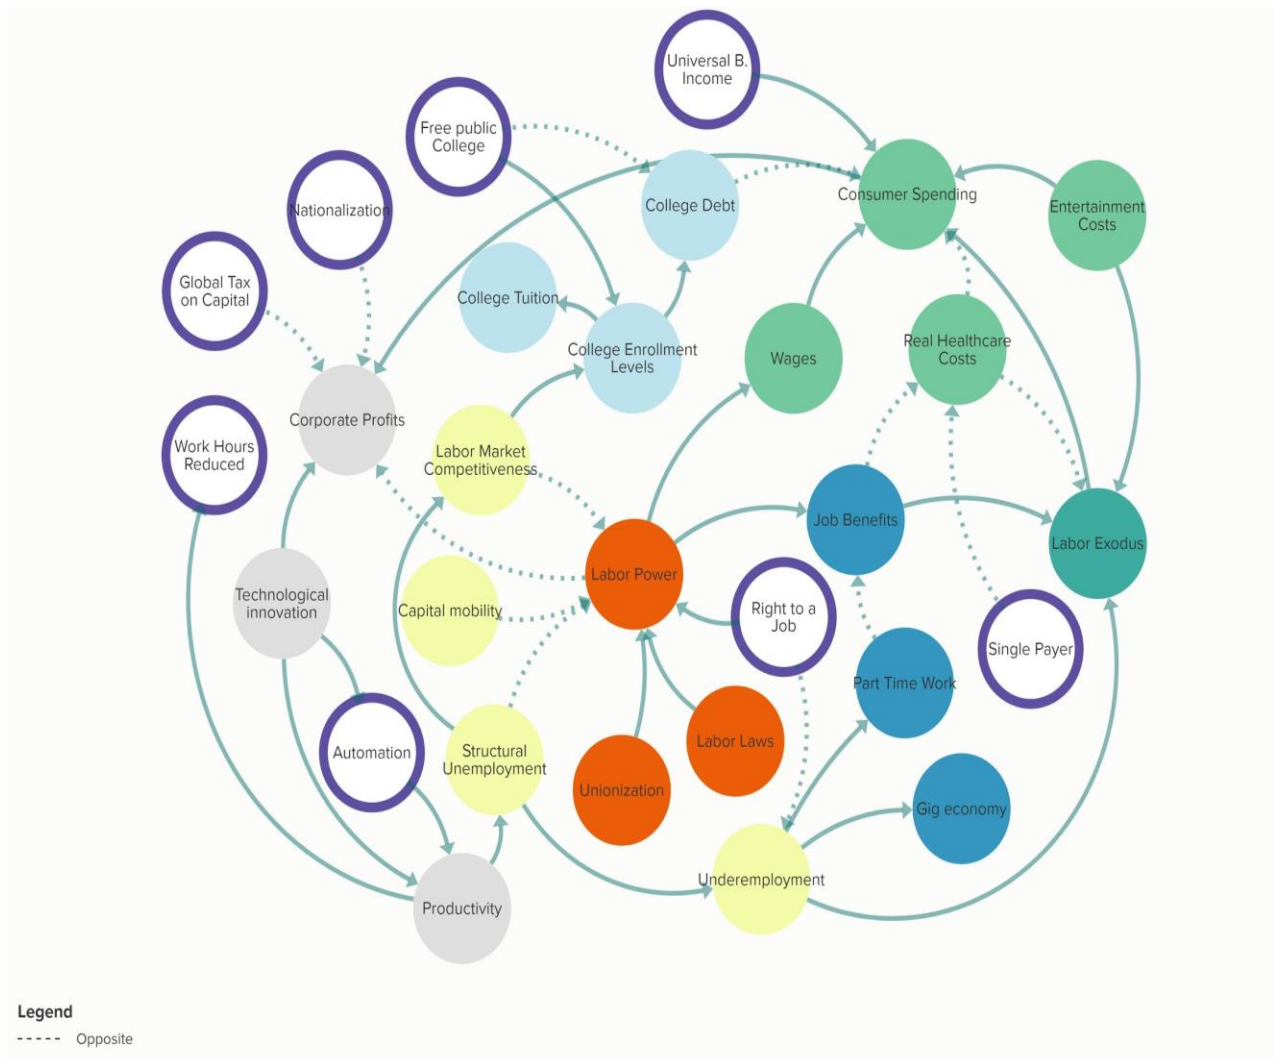 Universal B.
Income
Free public
College
Nationalization
College Debt
Consumer Spending
Entertainment
Costs
Global Tax
on Capital
College Tuition
College Enrollment
Levels
Wages
Real Healthcare
Costs
Corporate Profits
Work Hours
Reduced
Labor Market
Competitiveness
Job Benefits
Labor Exodus
Labor Power
Technological
innovation
Capital mobility
Right to a
Job
Single Payer
Part Time Work
Automation
Structural
Unemployment
Labor Laws
Unionization
Gig economy
Underemployment
Productivity
Legend
Opposite